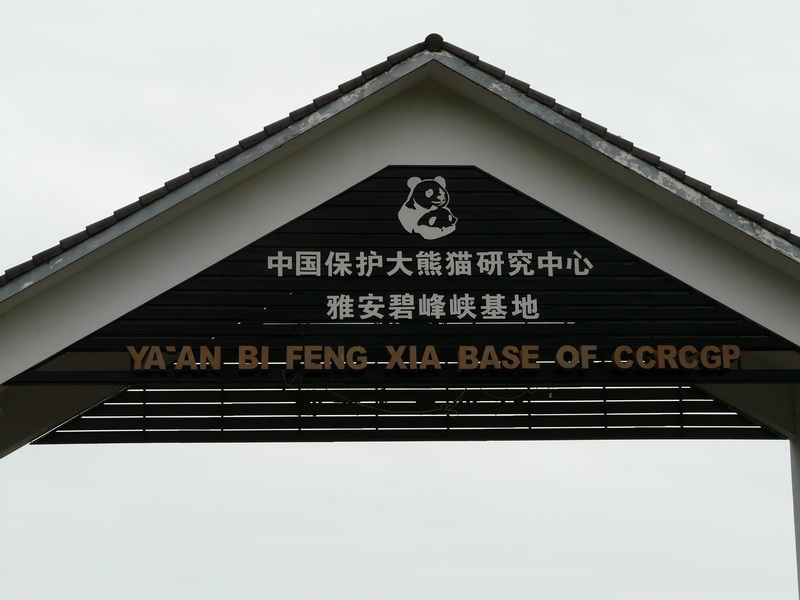 中国保护大熊猫研究中心
雅安碧峰峡基地
YA`AN BI FENG XIA BASE OF CCRCGP